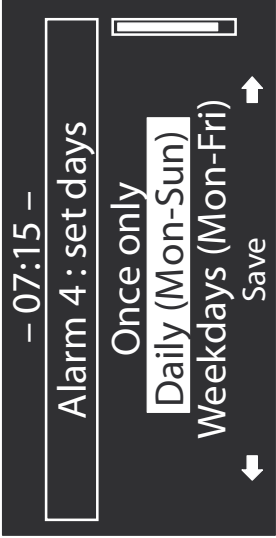 – 07:15 –
Alarm 4 : set days
Once only
Daily (Mon-Sun)
Weekdays (Mon-Fri)
Save